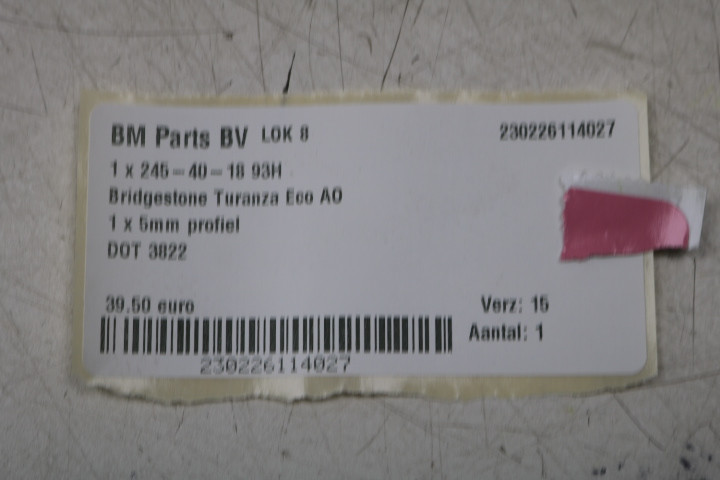 BM Parts BV LOK 8 230226114027
1 x 245-40-18 93H
Bridgestone Turanza Eco AO
1 x 5mm profiel
DOT 3822
39.50 euro Verz: 15
Aantal: 1
230226114027